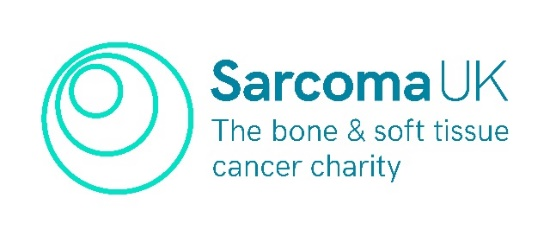 Sarcoma UK
The bone & soft tissue
cancer charity